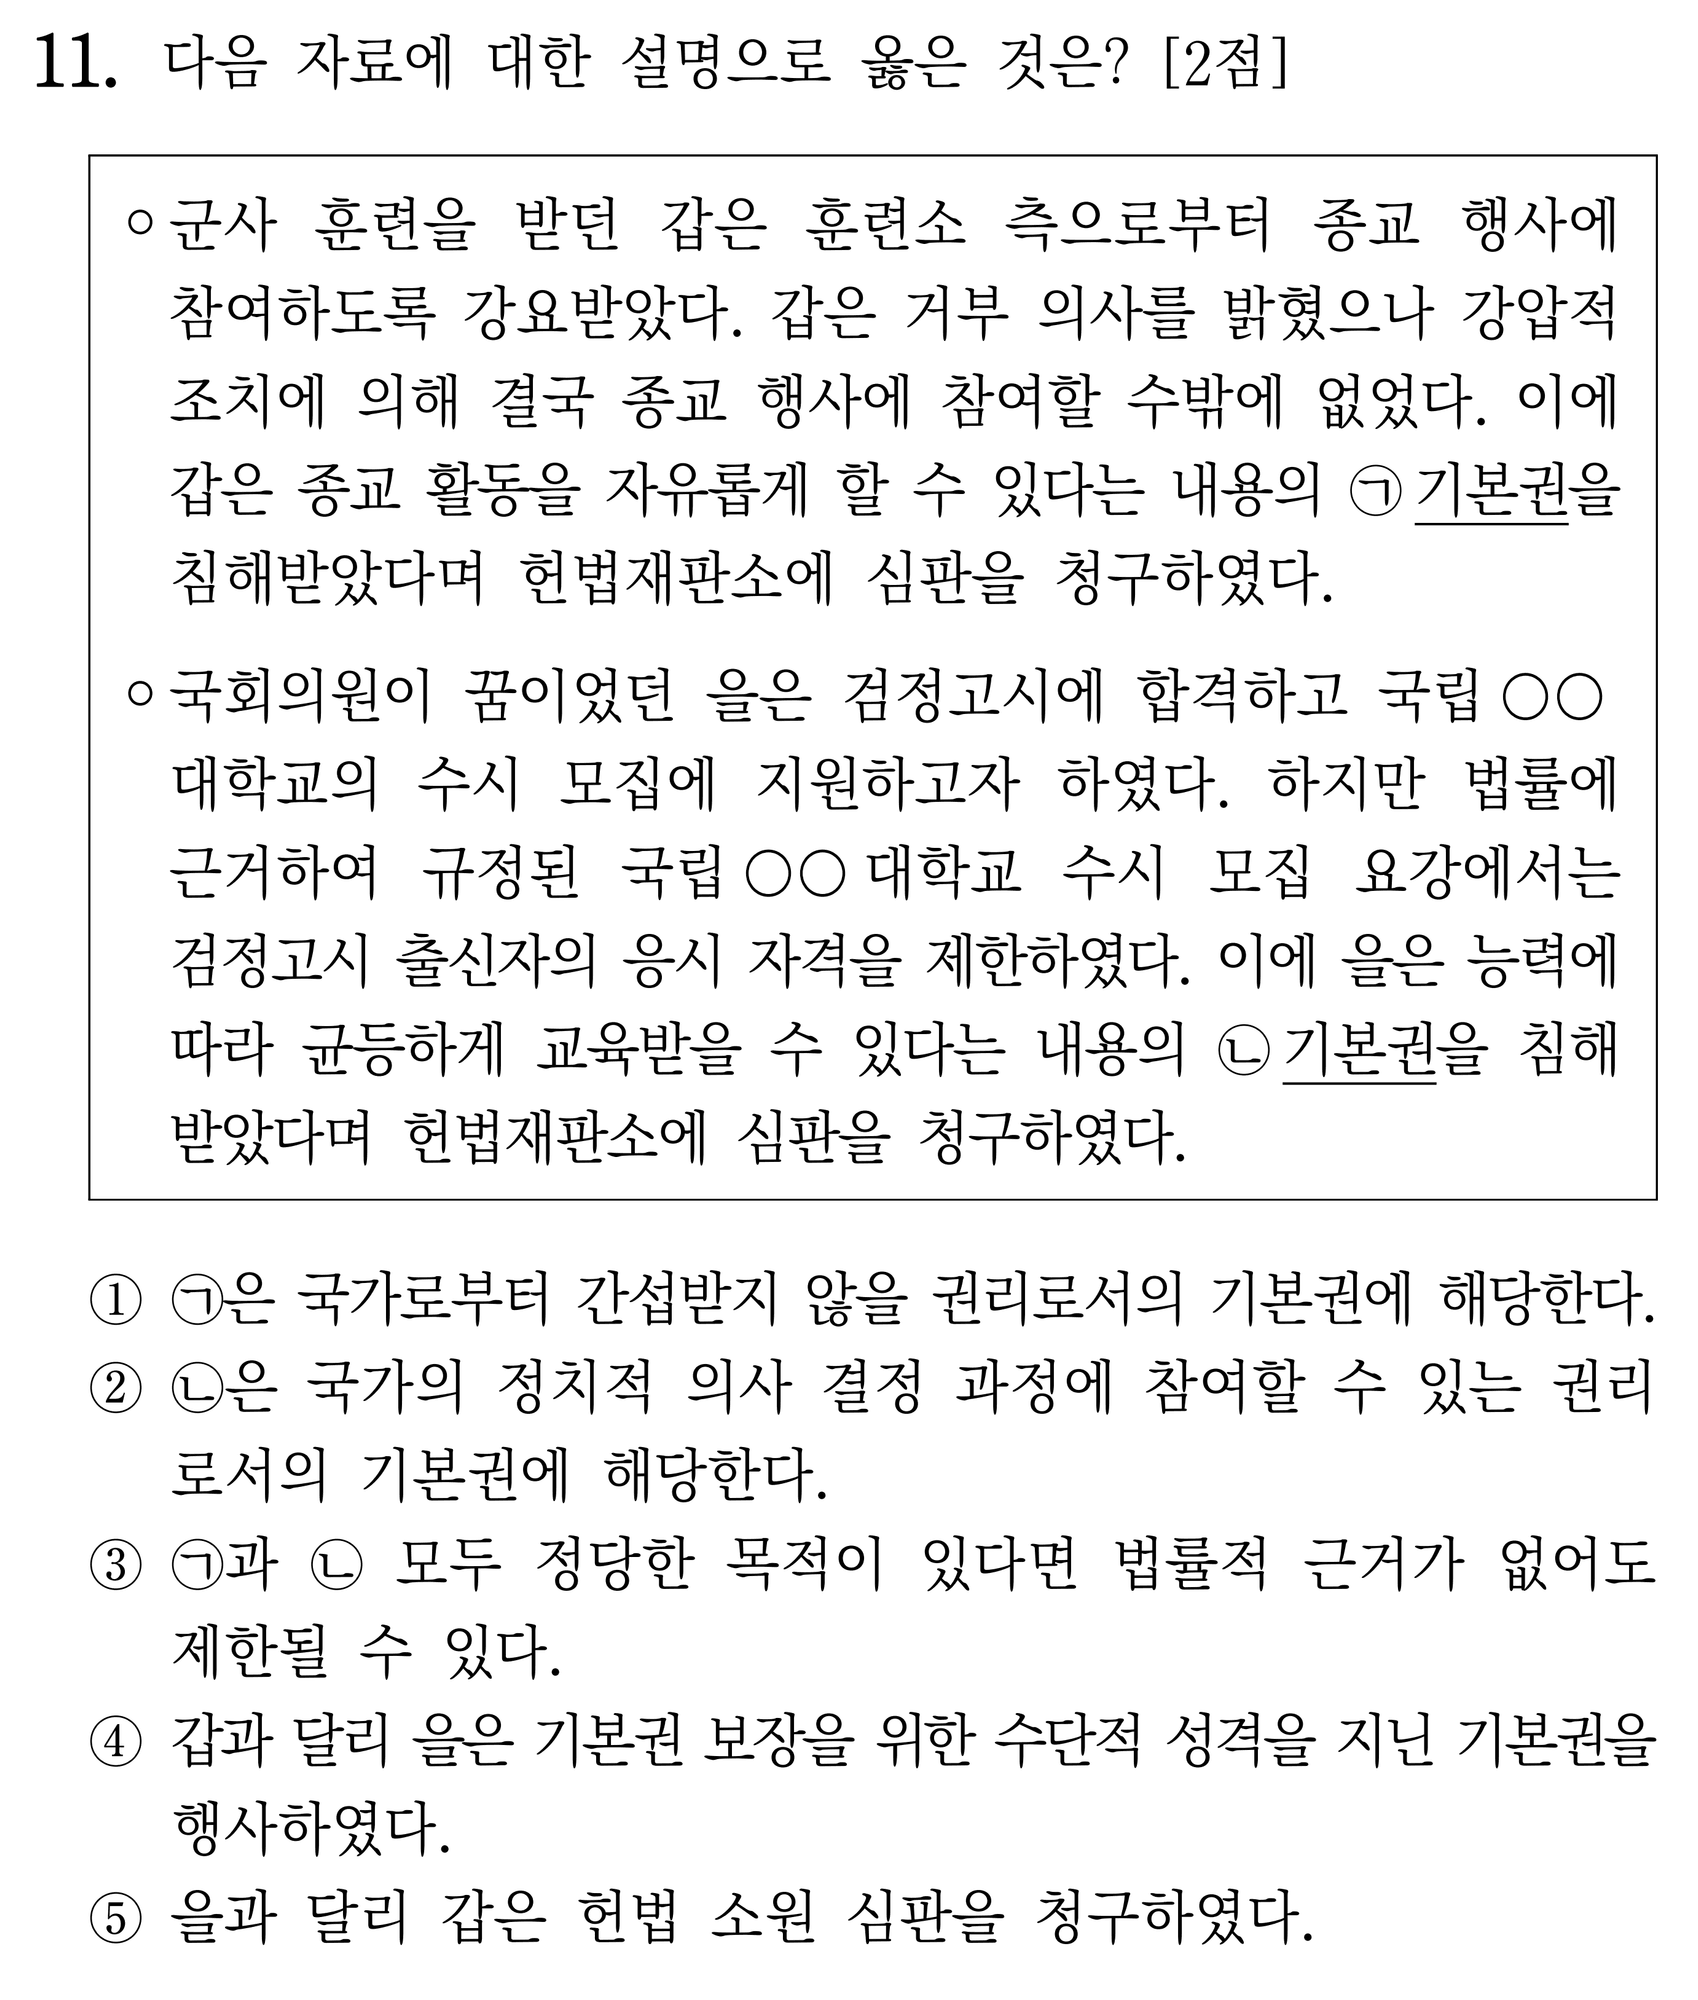 11. 다음 자료에 대한 설명으로 옳은 것은? [2점]
○ 군사 훈련을 받던 갑은 훈련소 측으로부터 종교 행사에
참여하도록 강요받았다. 갑은 거부 의사를 밝혔으나 강압적
조치에 의해 결국 종교 행사에 참여할 수밖에 없었다. 이에
갑은 종교 활동을 자유롭게 할 수 있다는 내용의 ㉠ 기본권을
침해받았다며 헌법재판소에 심판을 청구하였다.
○ 국회의원이 꿈이었던 을은 검정고시에 합격하고 국립 ○○
대학교의 수시 모집에 지원하고자 하였다. 하지만 법률에
근거하여 규정된 국립 ○○ 대학교 수시 모집 요강에서는
검정고시 출신자의 응시 자격을 제한하였다. 이에 을은 능력에
따라 균등하게 교육받을 수 있다는 내용의 ㉡ 기본권을 침해
받았다며 헌법재판소에 심판을 청구하였다.
① ㉠은 국가로부터 간섭받지 않을 권리로서의 기본권에 해당한다.
② ㉡은 국가의 정치적 의사 결정 과정에 참여할 수 있는 권리
로서의 기본권에 해당한다.
③ ㉠과 ㉡ 모두 정당한 목적이 있다면 법률적 근거가 없어도
제한될 수 있다.
④ 갑과 달리 을은 기본권 보장을 위한 수단적 성격을 지닌 기본권을
행사하였다.
⑤ 을과 달리 갑은 헌법 소원 심판을 청구하였다.